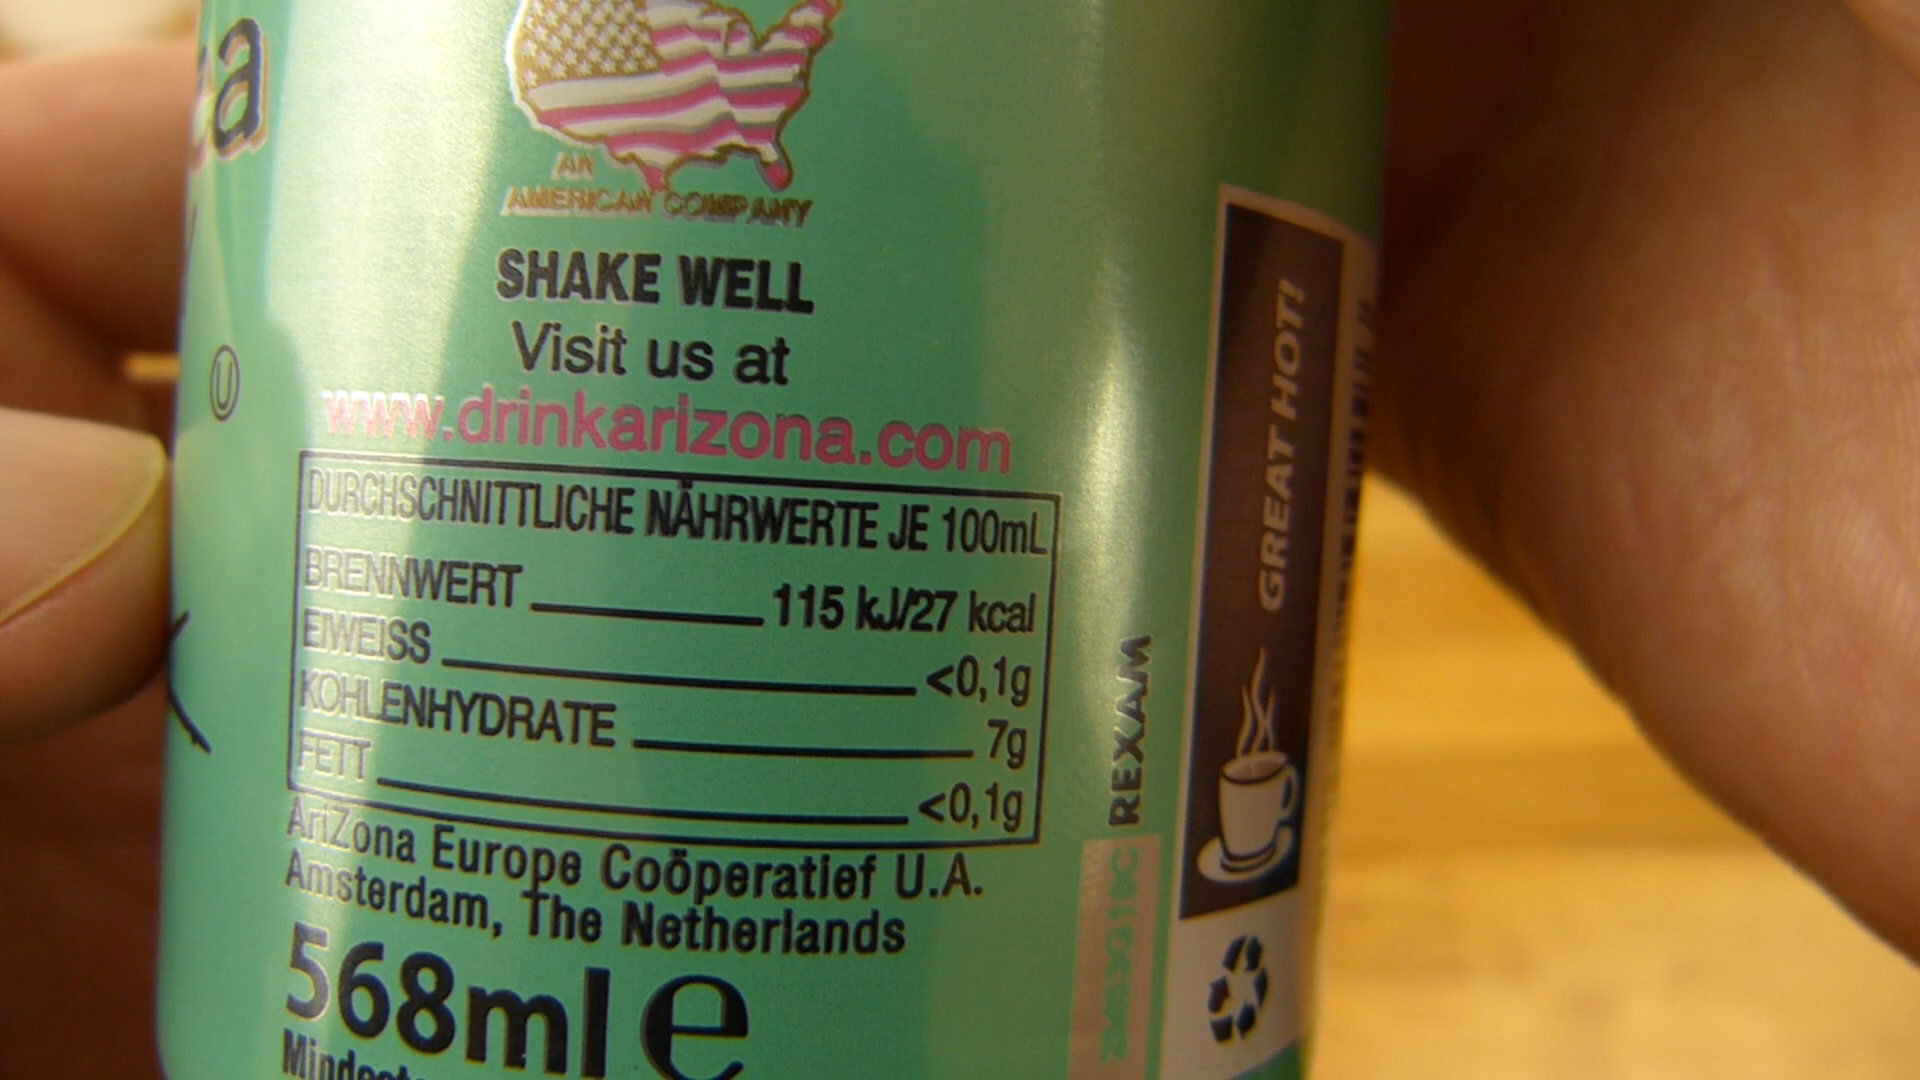 AN
AMERICAN COMPANY
SHAKE WELL
Visit us at
www.drinkarizona.com
DURCHSCHNITTLICHE NÄHRWERTE JE 100mL
BRENNWERT 115 kJ/27 kcal
EIWEISS <0,1g
KOHLENHYDRATE 7g
FETT <0,1g
AriZona Europe Coöperatief U.A.
Amsterdam, The Netherlands
568ml e
U
REXAM
GREAT HOT!